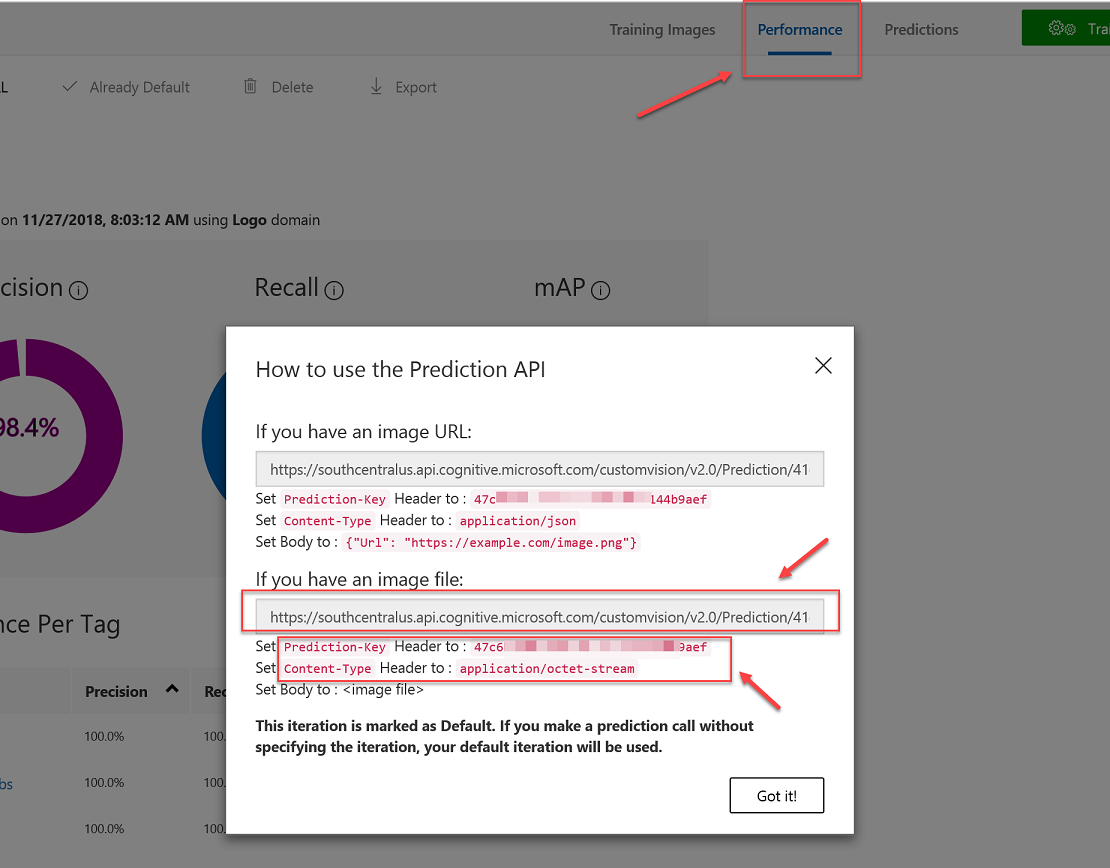 Training Images Performance Predictions Tra
L Already Default Delete Export
on 11/27/2018, 8:03:12 AM using Logo domain
cision Recall mAP
98.4%
How to use the Prediction API
If you have an image URL:
https://southcentralus.api.cognitive.microsoft.com/customvision/v2.0/Prediction/41
Set Prediction-Key Header to : 47c 144b9aef
Set Content-Type Header to : application/json
Set Body to : {"Url": "https://example.com/image.png"}
If you have an image file:
https://southcentralus.api.cognitive.microsoft.com/customvision/v2.0/Prediction/41
Set Prediction-Key Header to : 47c6 9aef
Set Content-Type Header to : application/octet-stream
Set Body to : <image file>
This iteration is marked as Default. If you make a prediction call without
specifying the iteration, your default iteration will be used.
Got it!
nce Per Tag
Precision Rec
100.0% 100.
bs 100.0% 100.
100.0% 100.